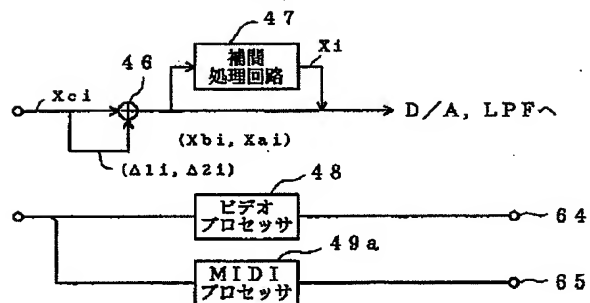 47
補間
処理回路
Xi
46
Xci
D/A, LPFへ
(Xbi, Xai)
(Δ1i, Δ2i)
48
ビデオ
プロセッサ
64
49a
MIDI
プロセッサ
65